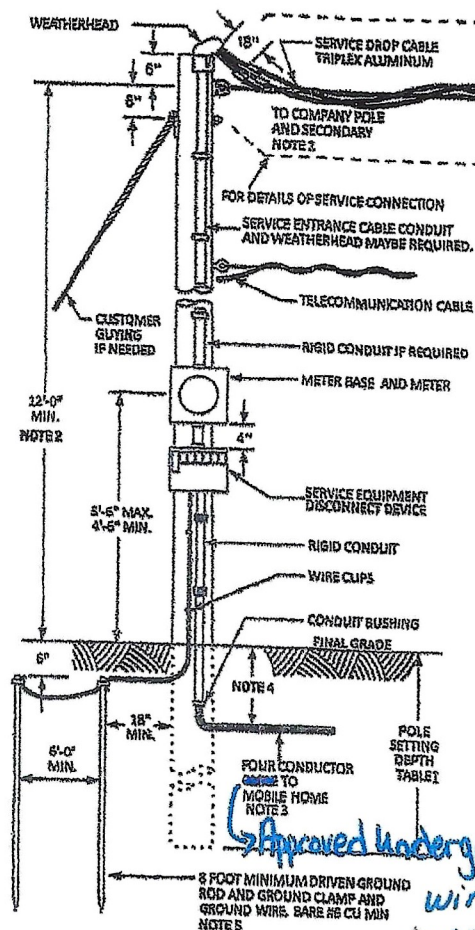 WEATHERHEAD
18"
SERVICE DROP CABLE
TRIPLEX ALUMINUM
6"
8"
TO COMPANY POLE
AND SECONDARY
FOR DETAILS OF SERVICE CONNECTION
SERVICE ENTRANCE CABLE CONDUIT
AND WEATHERHEAD MAYBE REQUIRED.
TELECOMMUNICATION CABLE
CUSTOMER
GUYING
IF NEEDED
RIGID CONDUIT IF REQUIRED
METER BASE AND METER
12'-0"
MIN.
NOTE 2
4"
5'-6" MAX.
4'-6" MIN.
SERVICE EQUIPMENT
DISCONNECT DEVICE
RIGID CONDUIT
WIRE CLIPS
CONDUIT BUSHING
FINAL GRADE
6"
NOTE 4
18"
MIN.
6'-0"
MIN.
POLE
SETTING
DEPTH
TABLE 1
FOUR CONDUCTOR
TO
MOBILE HOME
NOTE 3
Approved Underg
wir
8 FOOT MINIMUM DRIVEN GROUND
ROD AND GROUND CLAMP AND
GROUND WIRE. BARE #6 CU MIN
NOTE 5